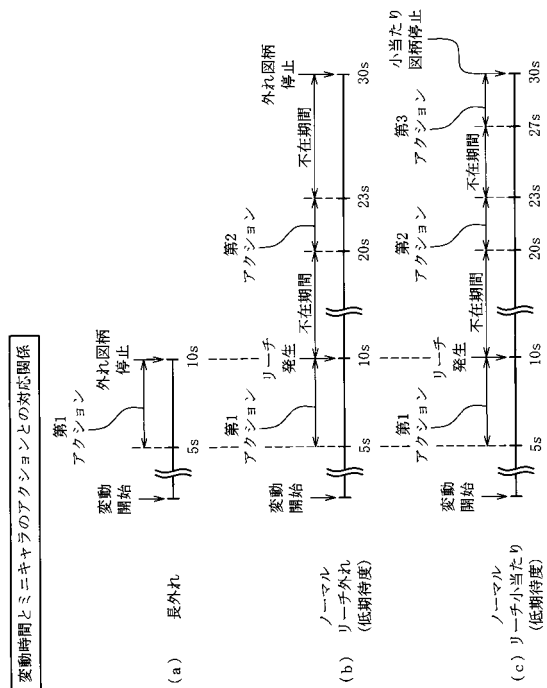 変動時間とミニキャラのアクションとの対応関係
(a)
長外れ
変動
開始
第1
アクション
外れ図柄
停止
5s
10s
(b)
ノーマル
リーチ外れ
(低期待度)
変動
開始
第1
アクション
リーチ
発生
不在期間
第2
アクション
不在期間
外れ図柄
停止
5s
10s
20s
23s
30s
(c)
ノーマル
リーチ小当たり
(低期待度)
変動
開始
第1
アクション
リーチ
発生
不在期間
第2
アクション
不在期間
第3
アクション
小当たり
図柄停止
5s
10s
20s
23s
27s
30s